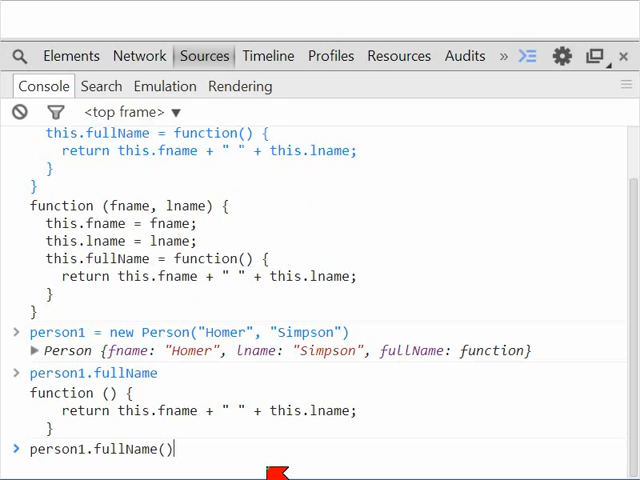 Elements Network Sources Timeline Profiles Resources Audits »
Console Search Emulation Rendering
<top frame> ▼
this.fullName = function() {
return this.fname + " " + this.lname;
}
}
function (fname, lname) {
this.fname = fname;
this.lname = lname;
this.fullName = function() {
return this.fname + " " + this.lname;
}
}
> person1 = new Person("Homer", "Simpson")
▶ Person {fname: "Homer", lname: "Simpson", fullName: function}
> person1.fullName
function () {
return this.fname + " " + this.lname;
}
> person1.fullName()